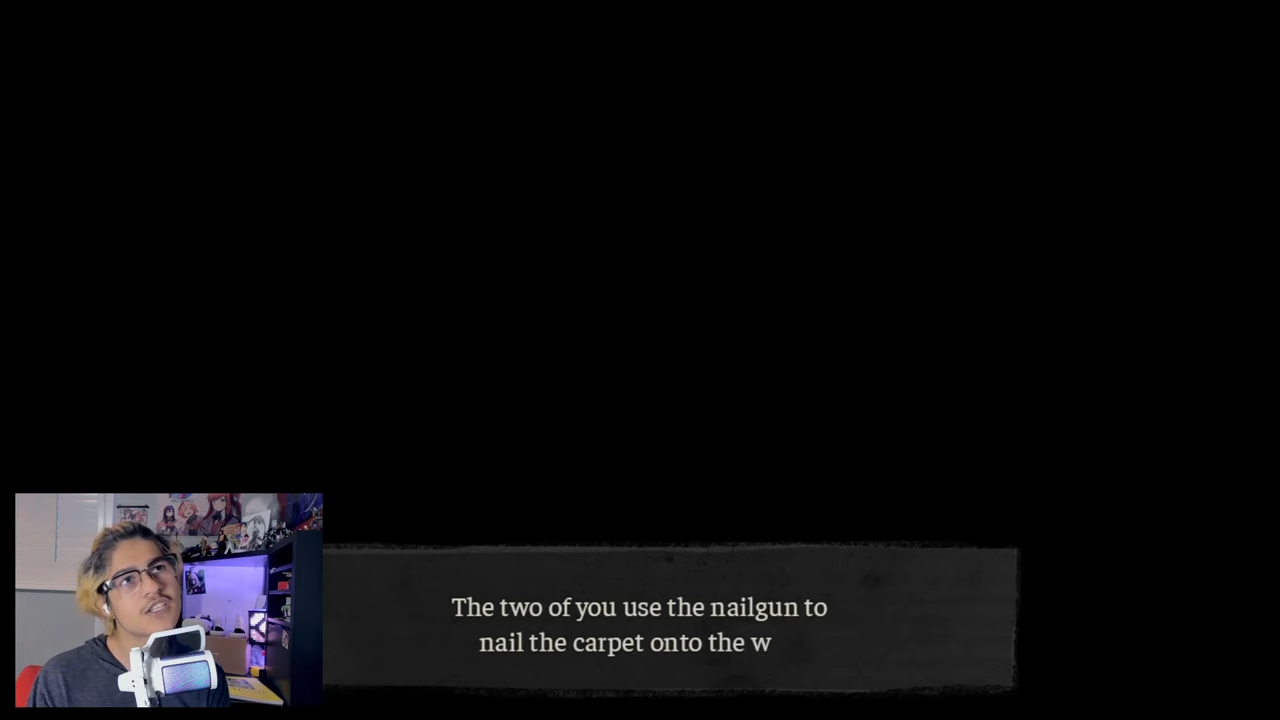 The two of you use the nailgun to
nail the carpet onto the w